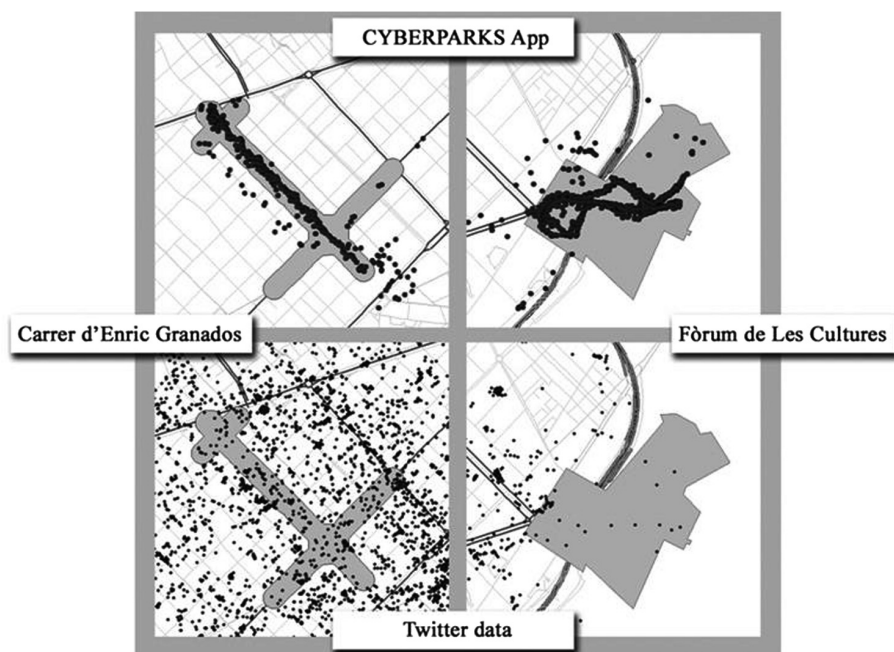 CYBERPARKS App
Carrer d'Enric Granados
Fòrum de Les Cultures
Twitter data